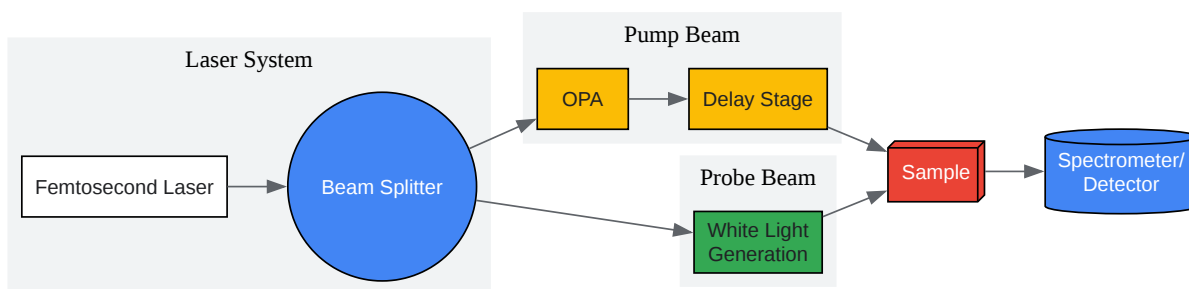 Laser System
Femtosecond Laser
Beam Splitter
Pump Beam
OPA
Delay Stage
Probe Beam
White Light
Generation
Sample
Spectrometer/
Detector